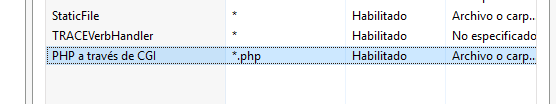 StaticFile * Habilitado Archivo o carp...
TRACEVerbHandler * Habilitado No especificado
PHP a través de CGI *.php Habilitado Archivo o carp...